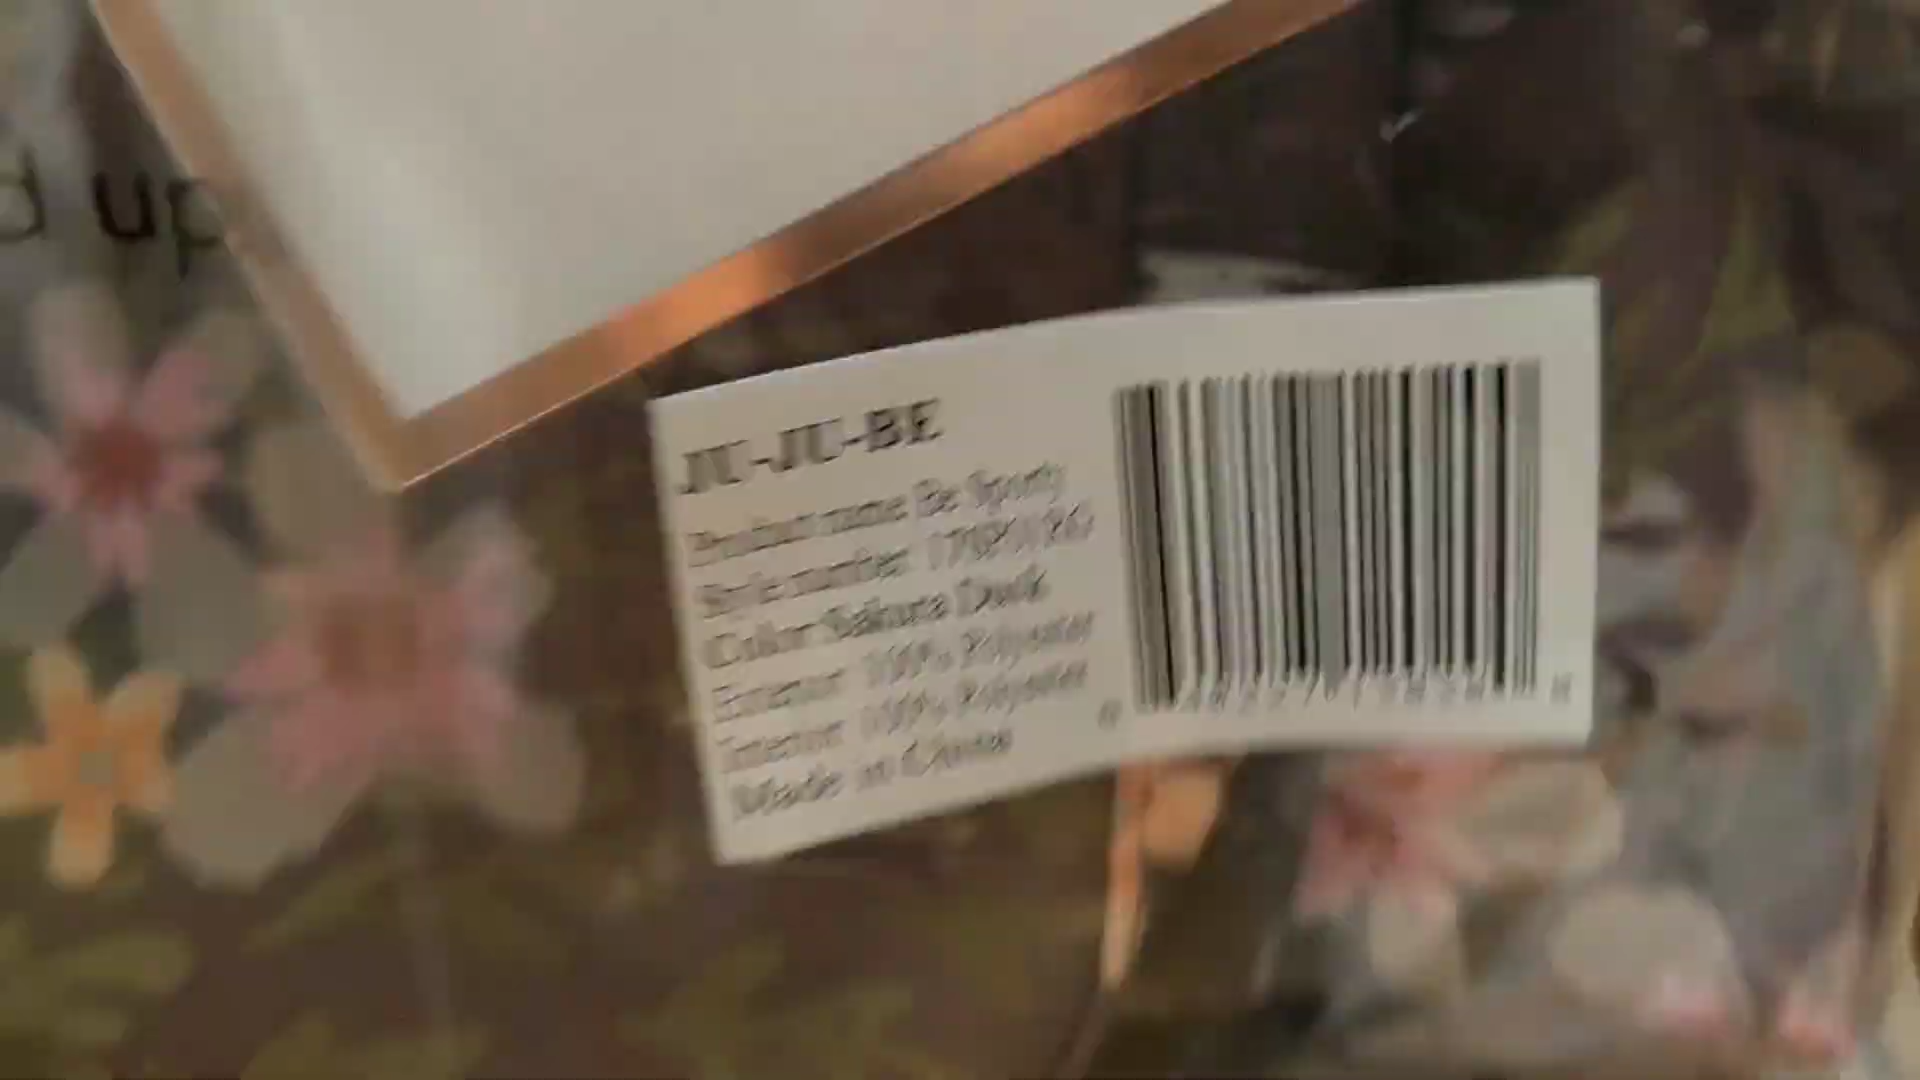 d up
JU-JU-BE
Product name Be Sporty
Style number
Color Sakura Dusk
Exterior 100% Polyester
Interior 100% Polyester
Made in China